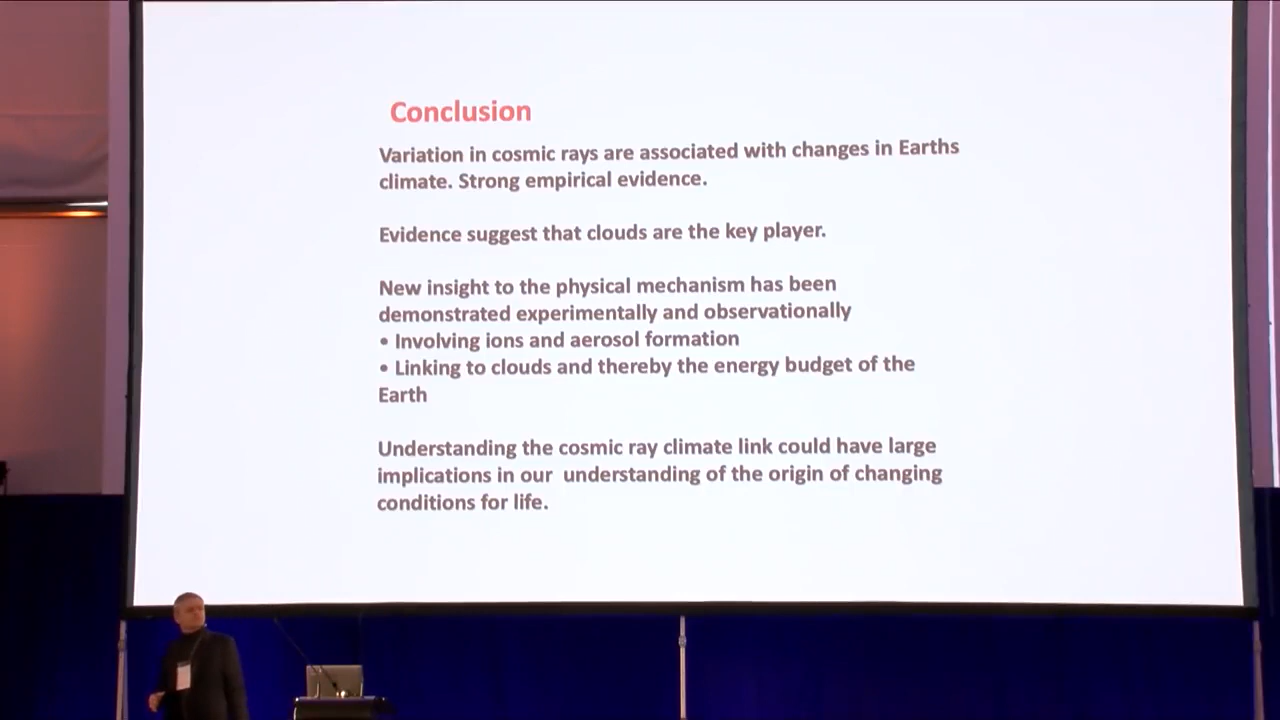 Conclusion
Variation in cosmic rays are associated with changes in Earths
climate. Strong empirical evidence.
Evidence suggest that clouds are the key player.
New insight to the physical mechanism has been
demonstrated experimentally and observationally
• Involving ions and aerosol formation
• Linking to clouds and thereby the energy budget of the
Earth
Understanding the cosmic ray climate link could have large
implications in our  understanding of the origin of changing
conditions for life.